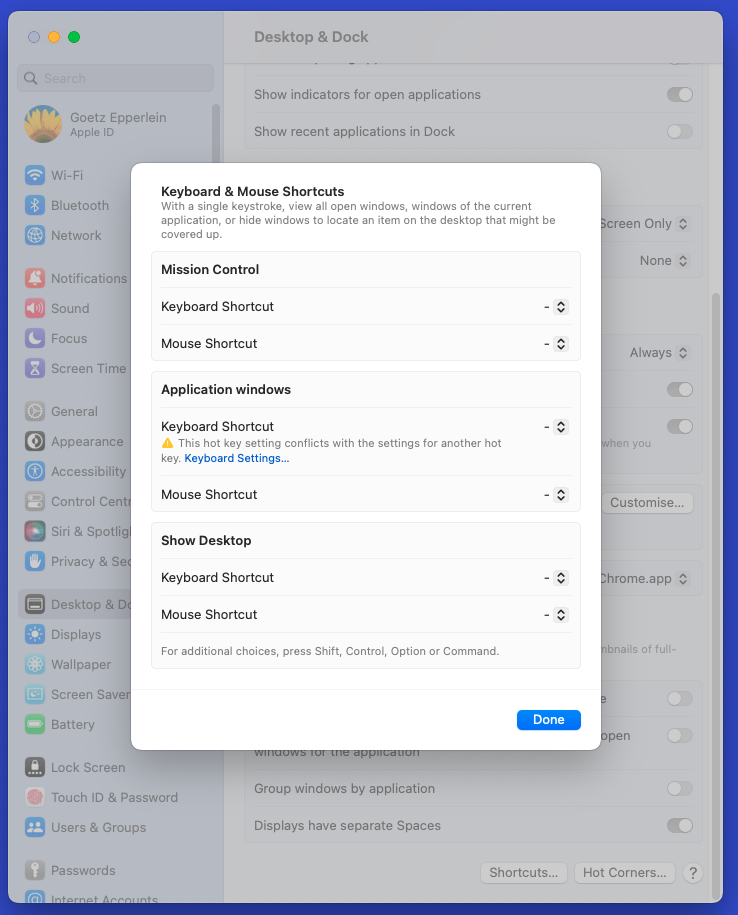 Desktop & Dock
Search
Goetz Epperlein
Apple ID
Wi-Fi
Bluetooth
Network
Notifications
Sound
Focus
Screen Time
General
Appearance
Accessibility
Control Centr
Siri & Spotligh
Privacy & Sec
Desktop & Do
Displays
Wallpaper
Screen Saver
Battery
Lock Screen
Touch ID & Password
Users & Groups
Passwords
Internet Accounts
Show indicators for open applications
Show recent applications in Dock
Screen Only
None
Always
when you
Customise...
Chrome.app
mbnails of full-
e
open
windows for the application
Group windows by application
Displays have separate Spaces
Shortcuts...
Hot Corners...
?
Keyboard & Mouse Shortcuts
With a single keystroke, view all open windows, windows of the current
application, or hide windows to locate an item on the desktop that might be
covered up.
Mission Control
Keyboard Shortcut -
Mouse Shortcut -
Application windows
Keyboard Shortcut -
This hot key setting conflicts with the settings for another hot
key. Keyboard Settings...
Mouse Shortcut -
Show Desktop
Keyboard Shortcut -
Mouse Shortcut -
For additional choices, press Shift, Control, Option or Command.
Done